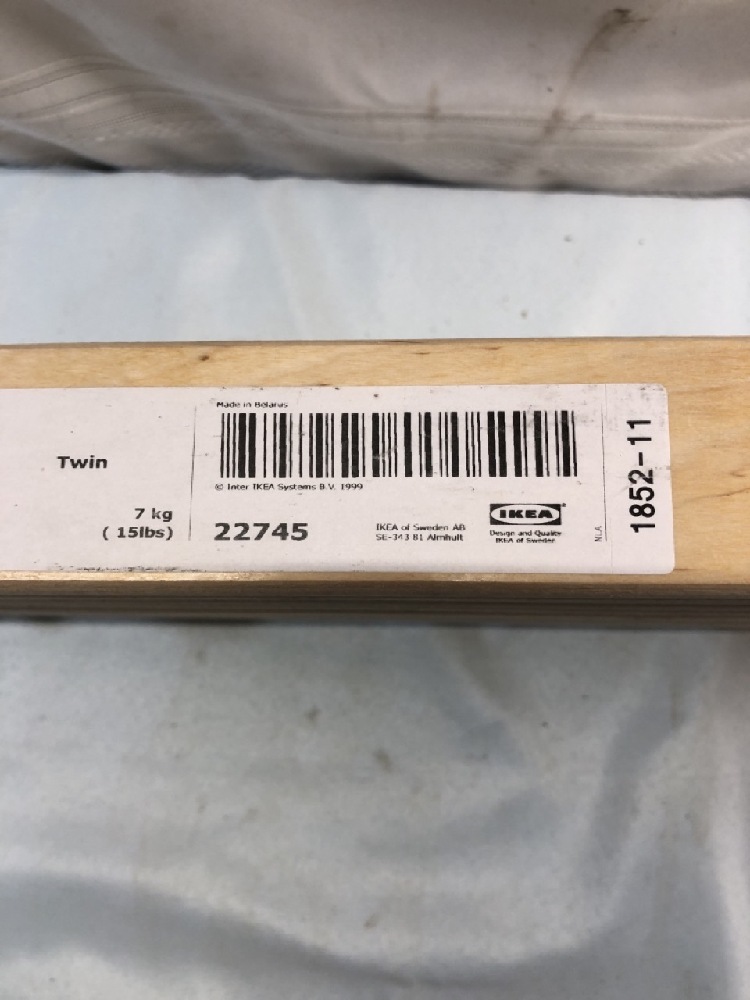 Twin
7 kg
( 15lbs)
Made in Belarus
© Inter IKEA Systems B.V. 1999
22745
IKEA of Sweden AB
SE-343 81 Älmhult
IKEA®
Design and Quality
IKEA of Sweden
NLA
1852-11